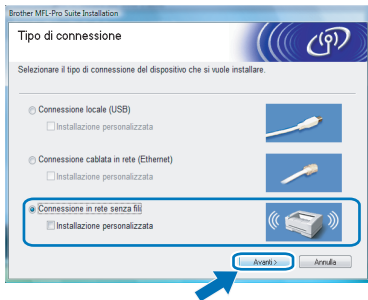 Brother MFL-Pro Suite Installation
Tipo di connessione
Selezionare il tipo di connessione del dispositivo che si vuole installare.
Connessione locale (USB)
Installazione personalizzata
Connessione cablata in rete (Ethernet)
Installazione personalizzata
Connessione in rete senza fili
Installazione personalizzata
Avanti >
Annulla